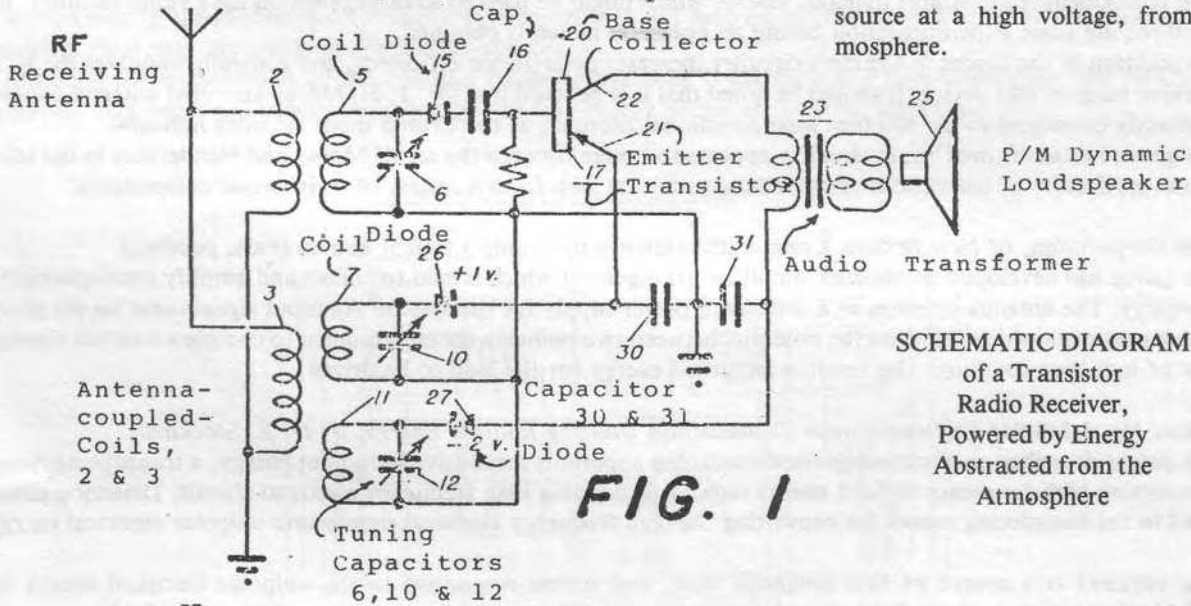 source at a high voltage, from
mosphere.
RF
Receiving
Antenna
Coil Diode
Cap.
Base
Collector
Emitter
Transistor
P/M Dynamic
Loudspeaker
Audio Transformer
Diode
Coil
+1v.
Capacitor
30 & 31
Diode
Antenna-
coupled-
Coils,
2 & 3
Tuning
Capacitors
6,10 & 12
2
5
15
16
20
22
21
17
23
25
6
3
7
26
10
11
27
12
30
31
FIG. 1
SCHEMATIC DIAGRAM
of a Transistor
Radio Receiver,
Powered by Energy
Abstracted from the
Atmosphere